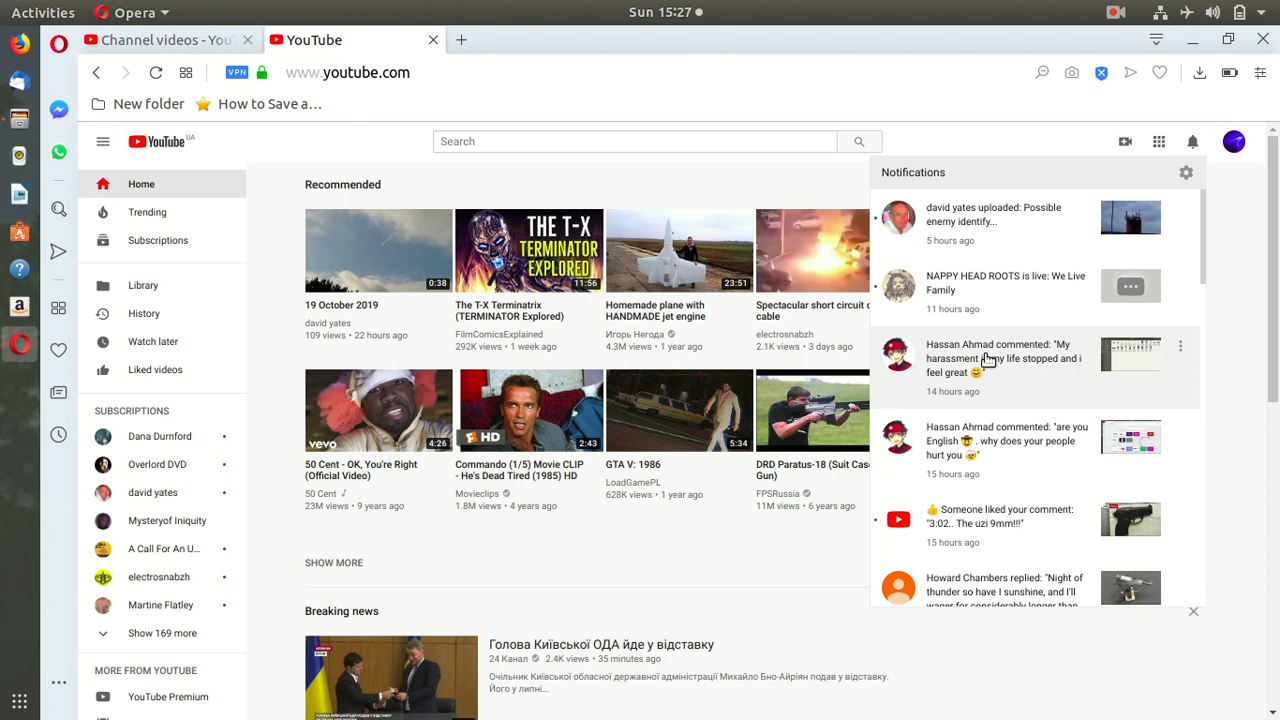 Activities
Opera
Sun 15:27
Channel videos - You
YouTube
VPN
www.youtube.com
New folder
How to Save a...
YouTube UA
Search
Home
Trending
Subscriptions
Library
History
Watch later
Liked videos
SUBSCRIPTIONS
Dana Durnford
Overlord DVD
david yates
Mysteryof Iniquity
A Call For An U...
electrosnabzh
Martine Flatley
Show 169 more
MORE FROM YOUTUBE
YouTube Premium
Recommended
0:38
19 October 2019
david yates
109 views • 22 hours ago
THE T-X
TERMINATOR
EXPLORED
11:56
The T-X Terminatrix
(TERMINATOR Explored)
FilmComicsExplained
292K views • 1 week ago
23:51
Homemade plane with
HANDMADE jet engine
Игорь Негода
4.3M views • 1 year ago
Spectacular short circuit c
cable
electrosnabzh
2.1K views • 3 days ago
vevo
4:26
50 Cent - OK, You're Right
(Official Video)
50 Cent
23M views • 9 years ago
HD
2:43
Commando (1/5) Movie CLIP
- He's Dead Tired (1985) HD
Movieclips
1.8M views • 4 years ago
5:34
GTA V: 1986
LoadGamePL
628K views • 1 year ago
DRD Paratus-18 (Suit Case
Gun)
FPSRussia
11M views • 6 years ago
SHOW MORE
Breaking news
Голова Київської ОДА йде у відставку
24 Канал 2.4K views • 35 minutes ago
Очільник Київської обласної державної адміністрації Михайло Бно-Айріян подав у відставку.
Його у липні...
Notifications
david yates uploaded: Possible
enemy identify...
5 hours ago
NAPPY HEAD ROOTS is live: We Live
Family
11 hours ago
Hassan Ahmad commented: "My
harassment my life stopped and i
feel great 😊"
14 hours ago
Hassan Ahmad commented: "are you
English 🤠 . why does your people
hurt you 🤕"
15 hours ago
👍 Someone liked your comment:
"3:02.. The uzi 9mm!!!"
15 hours ago
Howard Chambers replied: "Night of
thunder so have I sunshine, and I'll
wager for considerably longer than